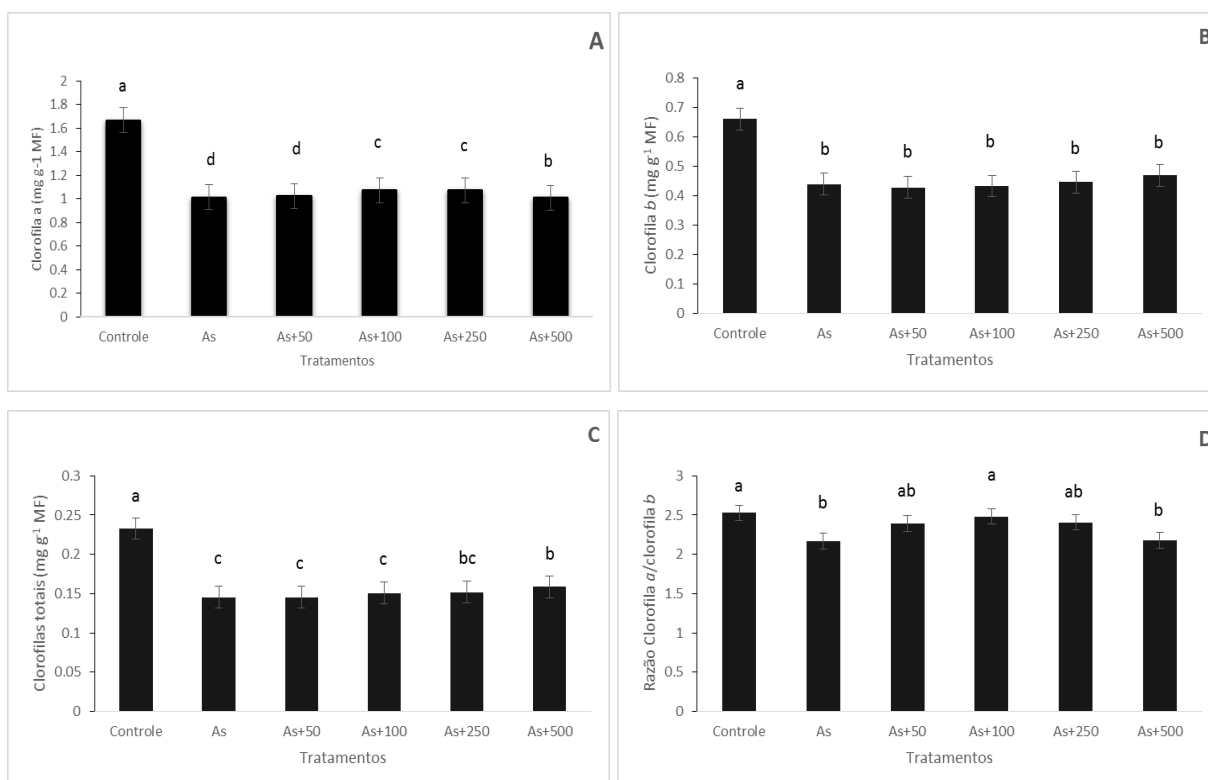 A
Clorofila a (mg g-1 MF)
2
1.8
1.6
1.4
1.2
1
0.8
0.6
0.4
0.2
0
a
d
d
c
c
b
Controle As As+50 As+100 As+250 As+500
Tratamentos
B
Clorofila b (mg g-1 MF)
0.8
0.7
0.6
0.5
0.4
0.3
0.2
0.1
0
a
b
b
b
b
b
Controle As As+50 As+100 As+250 As+500
Tratamentos
C
Clorofilas totais (mg g-1 MF)
0.3
0.25
0.2
0.15
0.1
0.05
0
a
c
c
c
bc
b
Controle As As+50 As+100 As+250 As+500
Tratamentos
D
Razão Clorofila a/clorofila b
3
2.5
2
1.5
1
0.5
0
a
b
ab
a
ab
b
Controle As As+50 As+100 As+250 As+500
Tratamentos